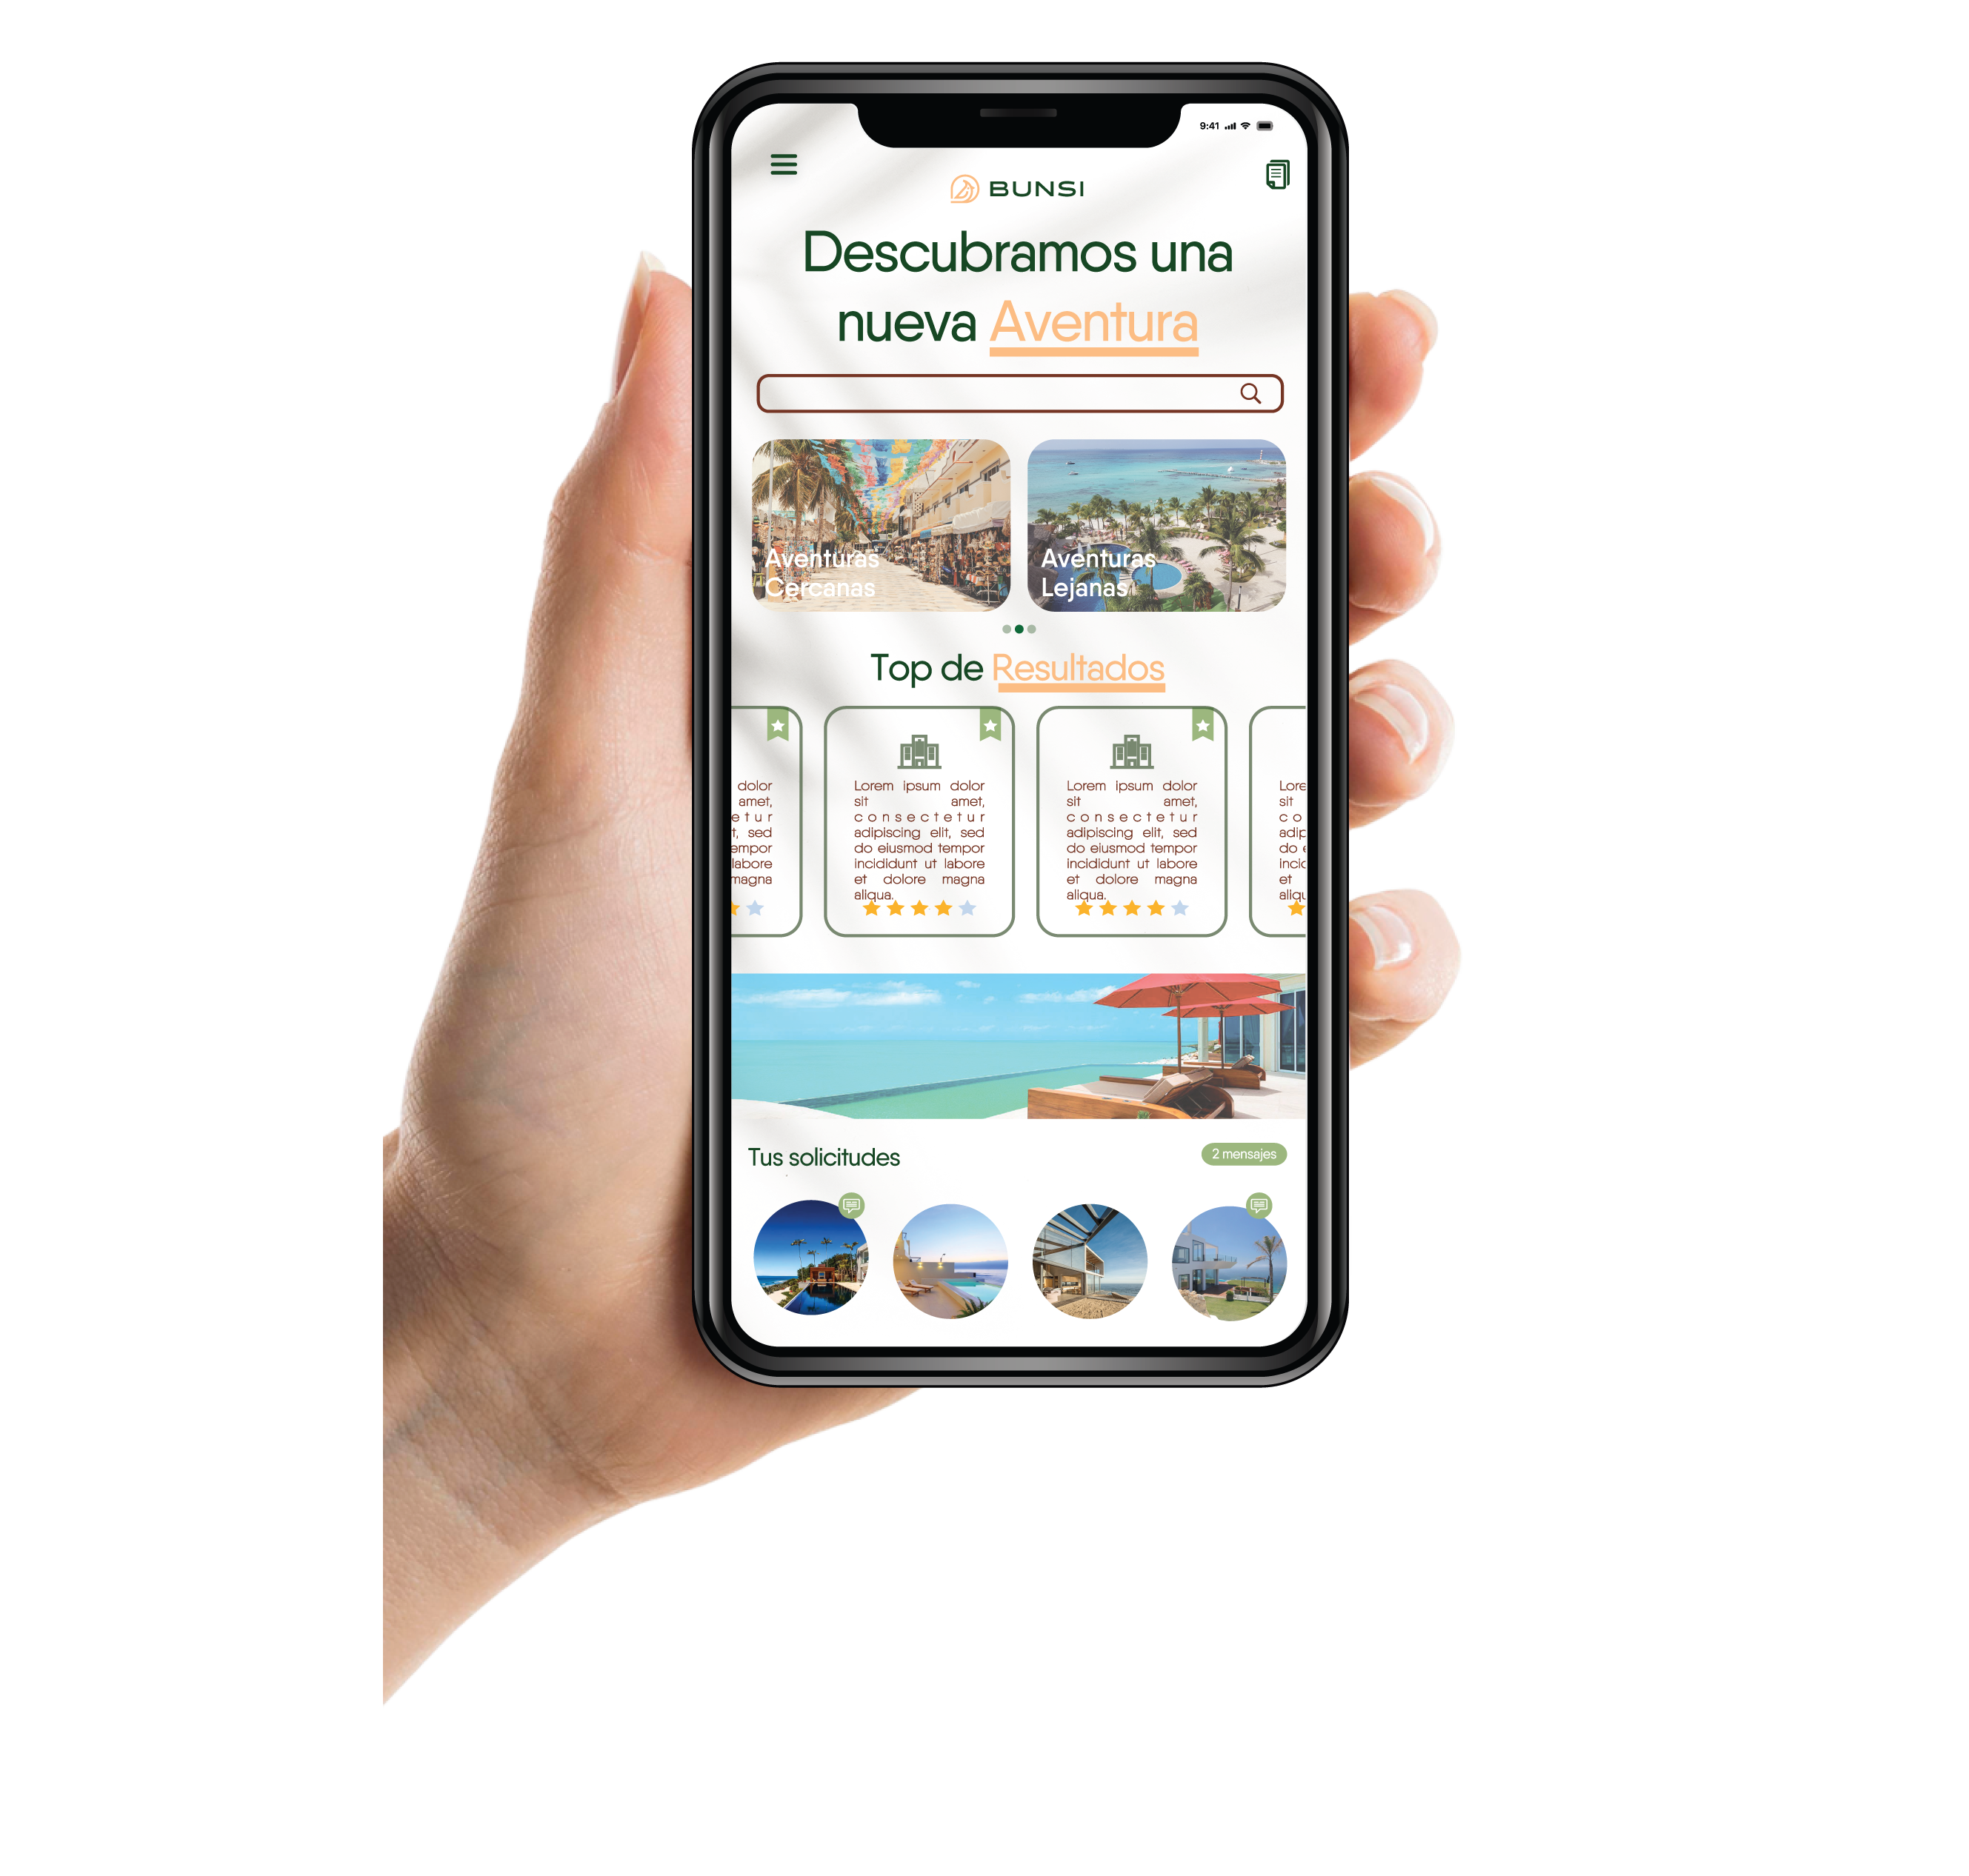 9:41
BUNSI
Descubramos una
nueva Aventura
Aventuras
Cercanas
Aventuras
Lejanas
Top de Resultados
dolor
amet,
etur
t, sed
empor
labore
magna
Lorem ipsum dolor
sit amet,
consectetur
adipiscing elit, sed
do eiusmod tempor
incididunt ut labore
et dolore magna
aliqua.
Lorem ipsum dolor
sit amet,
consectetur
adipiscing elit, sed
do eiusmod tempor
incididunt ut labore
et dolore magna
aliqua.
Lore
sit
co
adip
do e
incid
et
aliqu
Tus solicitudes
2 mensajes